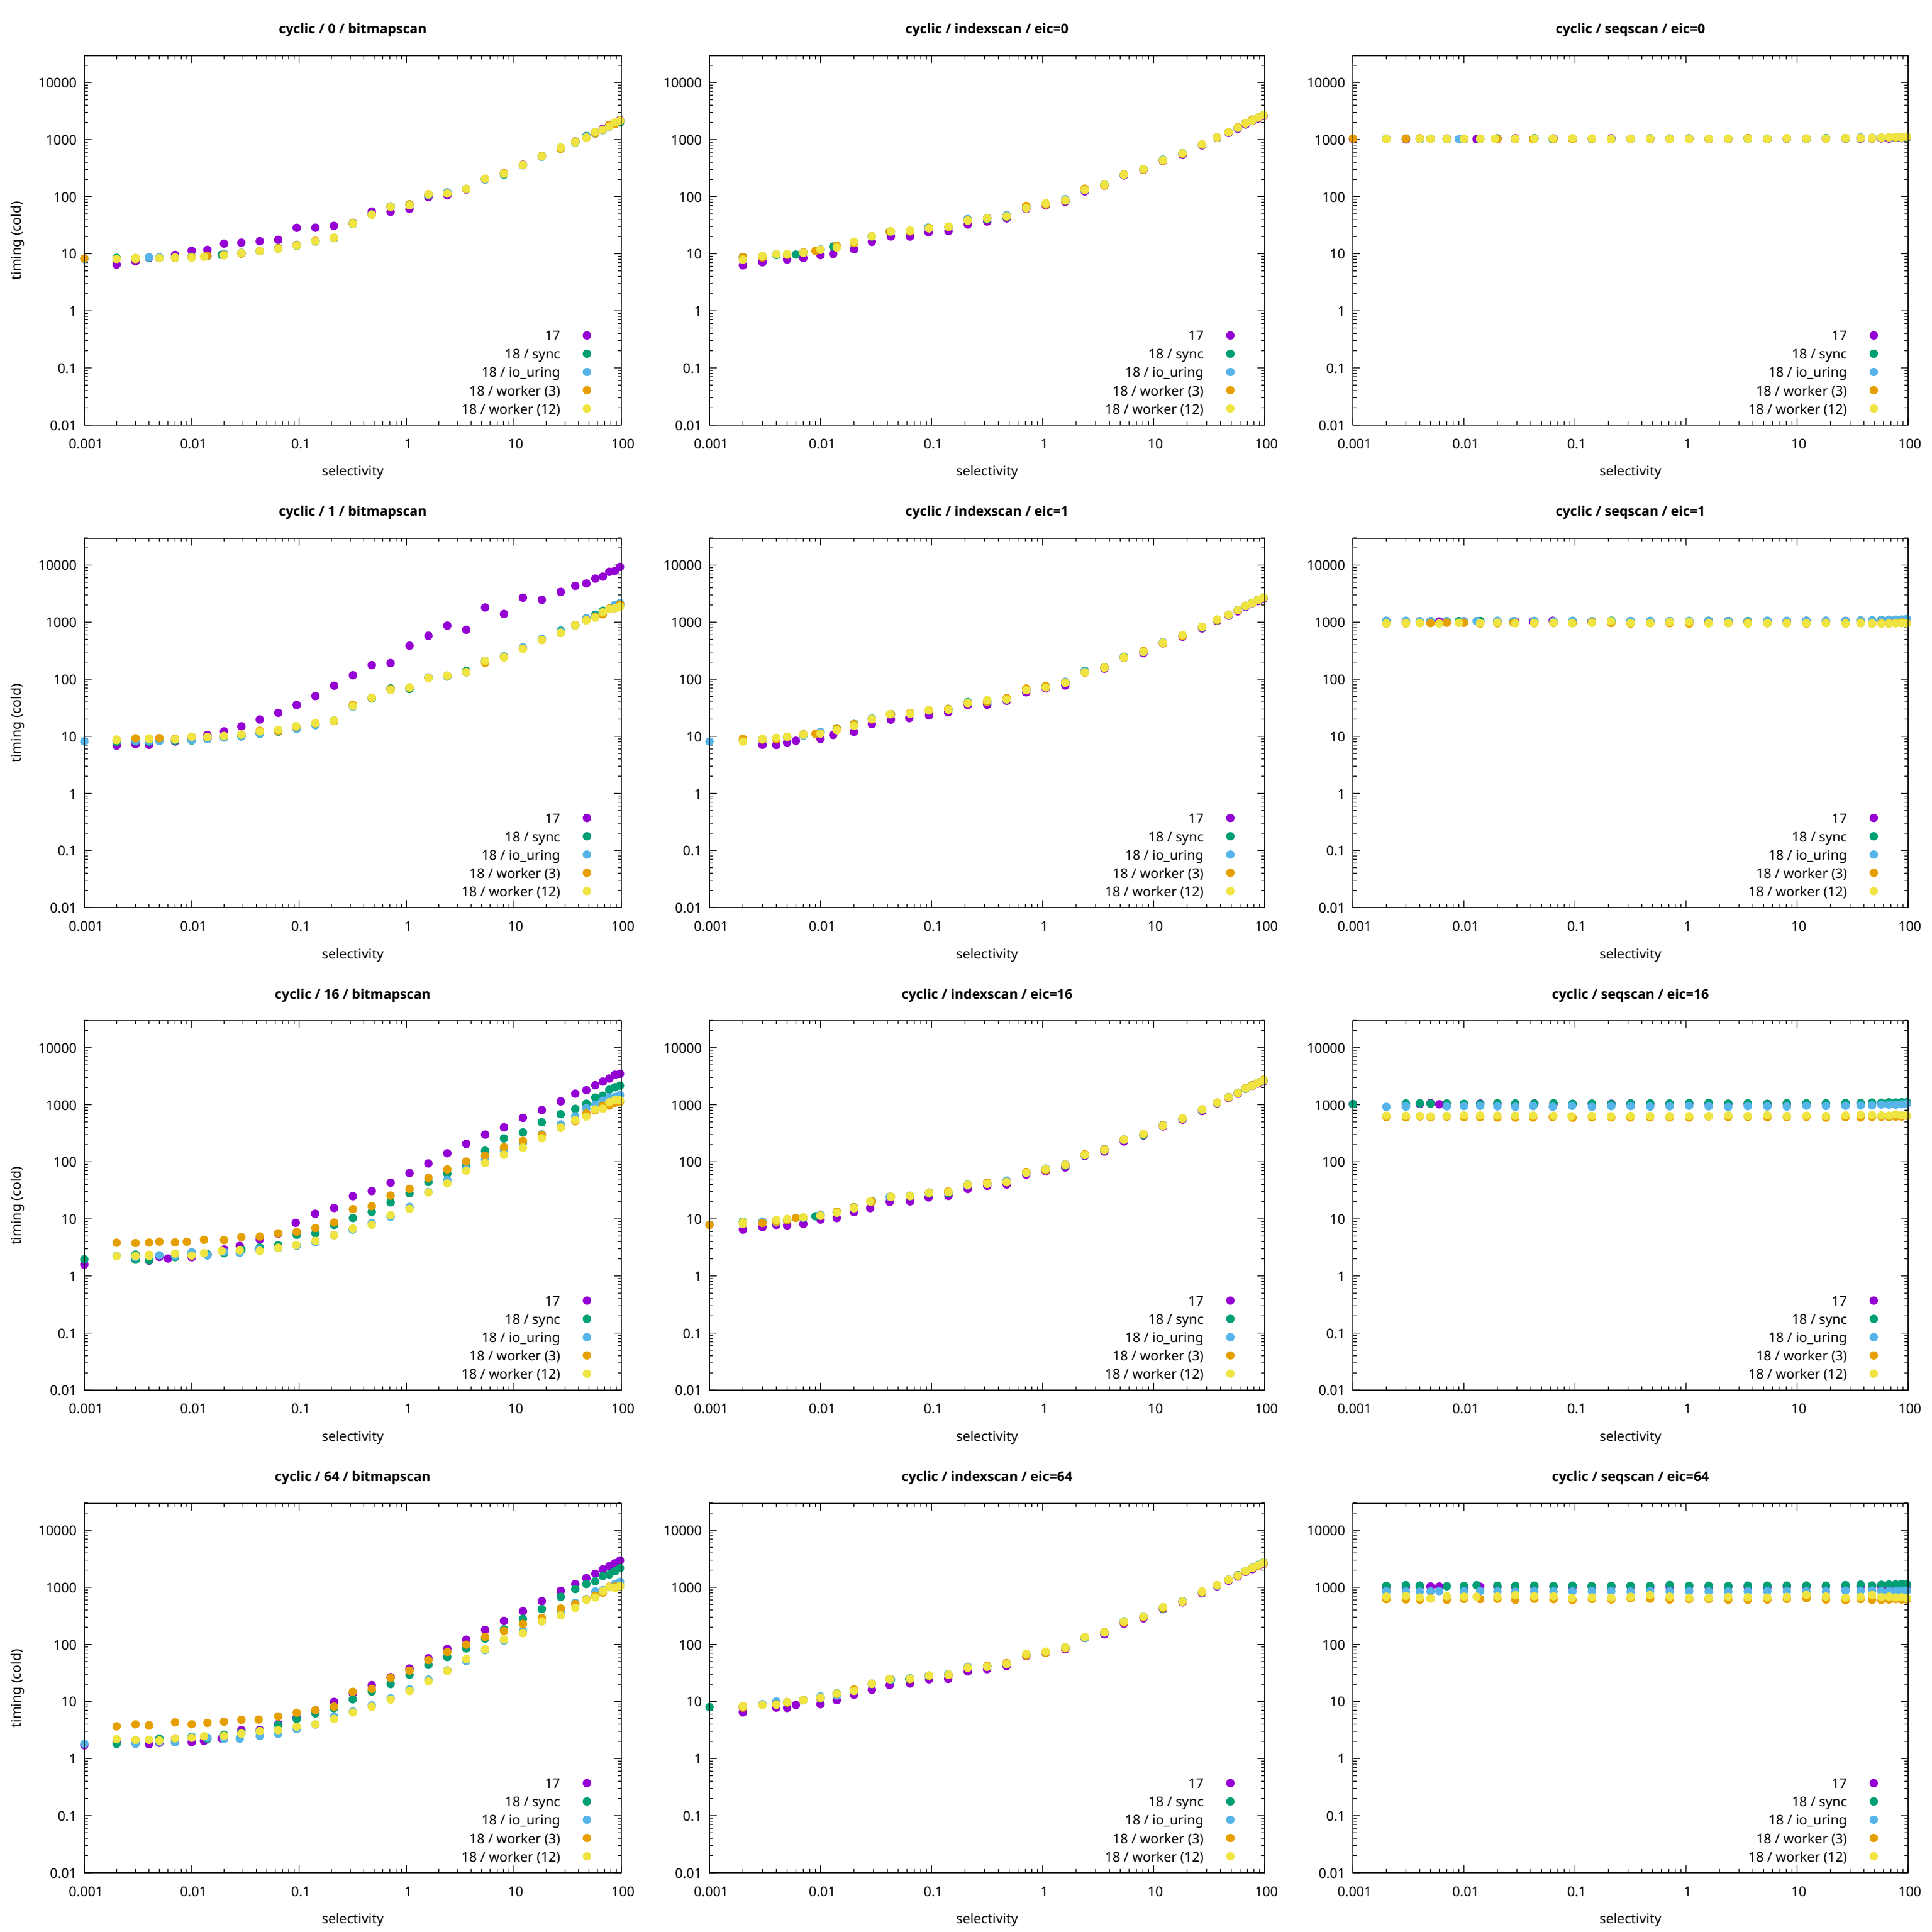 cyclic / 0 / bitmapscan
timing (cold)
10000
1000
100
10
1
0.1
0.01
17
18 / sync
18 / io_uring
18 / worker (3)
18 / worker (12)
0.001 0.01 0.1 1 10 100
selectivity
cyclic / indexscan / eic=0
10000
1000
100
10
1
0.1
0.01
17
18 / sync
18 / io_uring
18 / worker (3)
18 / worker (12)
0.001 0.01 0.1 1 10 100
selectivity
cyclic / seqscan / eic=0
10000
1000
100
10
1
0.1
0.01
17
18 / sync
18 / io_uring
18 / worker (3)
18 / worker (12)
0.001 0.01 0.1 1 10 100
selectivity
cyclic / 1 / bitmapscan
timing (cold)
10000
1000
100
10
1
0.1
0.01
17
18 / sync
18 / io_uring
18 / worker (3)
18 / worker (12)
0.001 0.01 0.1 1 10 100
selectivity
cyclic / indexscan / eic=1
10000
1000
100
10
1
0.1
0.01
17
18 / sync
18 / io_uring
18 / worker (3)
18 / worker (12)
0.001 0.01 0.1 1 10 100
selectivity
cyclic / seqscan / eic=1
10000
1000
100
10
1
0.1
0.01
17
18 / sync
18 / io_uring
18 / worker (3)
18 / worker (12)
0.001 0.01 0.1 1 10 100
selectivity
cyclic / 16 / bitmapscan
timing (cold)
10000
1000
100
10
1
0.1
0.01
17
18 / sync
18 / io_uring
18 / worker (3)
18 / worker (12)
0.001 0.01 0.1 1 10 100
selectivity
cyclic / indexscan / eic=16
10000
1000
100
10
1
0.1
0.01
17
18 / sync
18 / io_uring
18 / worker (3)
18 / worker (12)
0.001 0.01 0.1 1 10 100
selectivity
cyclic / seqscan / eic=16
10000
1000
100
10
1
0.1
0.01
17
18 / sync
18 / io_uring
18 / worker (3)
18 / worker (12)
0.001 0.01 0.1 1 10 100
selectivity
cyclic / 64 / bitmapscan
timing (cold)
10000
1000
100
10
1
0.1
0.01
17
18 / sync
18 / io_uring
18 / worker (3)
18 / worker (12)
0.001 0.01 0.1 1 10 100
selectivity
cyclic / indexscan / eic=64
10000
1000
100
10
1
0.1
0.01
17
18 / sync
18 / io_uring
18 / worker (3)
18 / worker (12)
0.001 0.01 0.1 1 10 100
selectivity
cyclic / seqscan / eic=64
10000
1000
100
10
1
0.1
0.01
17
18 / sync
18 / io_uring
18 / worker (3)
18 / worker (12)
0.001 0.01 0.1 1 10 100
selectivity